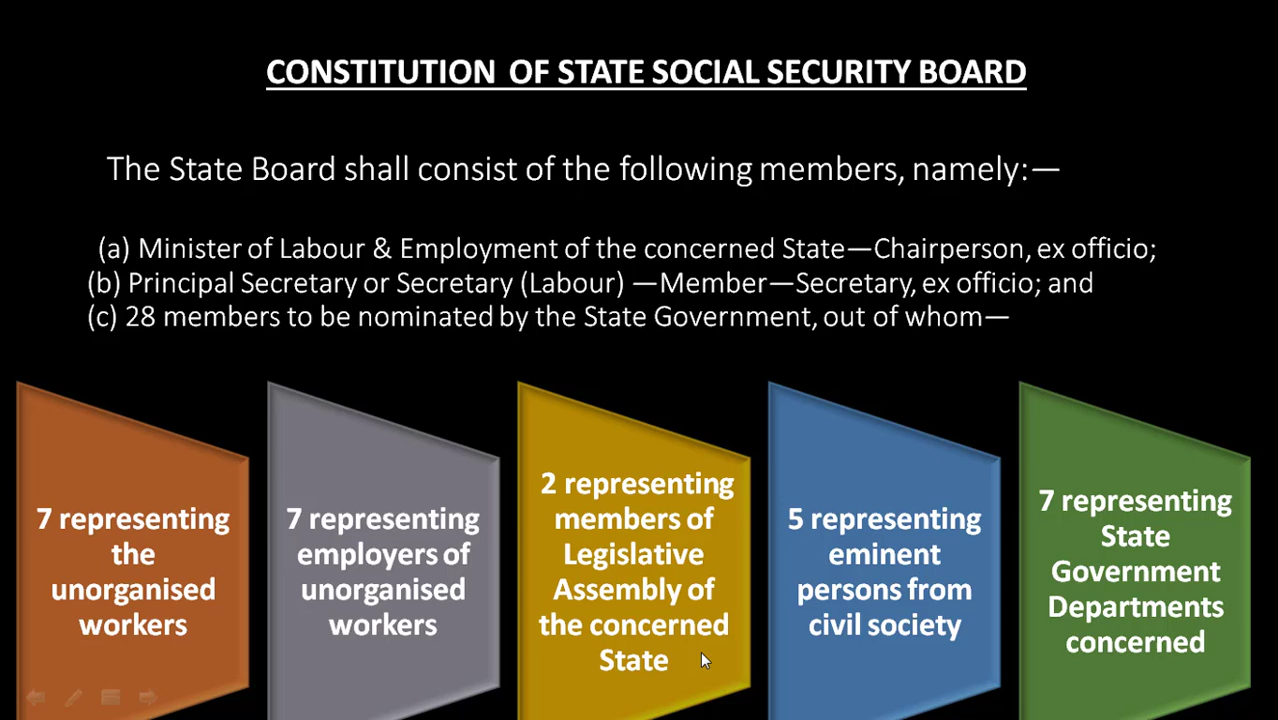 CONSTITUTION OF STATE SOCIAL SECURITY BOARD
The State Board shall consist of the following members, namely:—
(a) Minister of Labour & Employment of the concerned State—Chairperson, ex officio;
(b) Principal Secretary or Secretary (Labour) —Member—Secretary, ex officio; and
(c) 28 members to be nominated by the State Government, out of whom—
7 representing
the
unorganised
workers
7 representing
employers of
unorganised
workers
2 representing
members of
Legislative
Assembly of
the concerned
State
5 representing
eminent
persons from
civil society
7 representing
State
Government
Departments
concerned